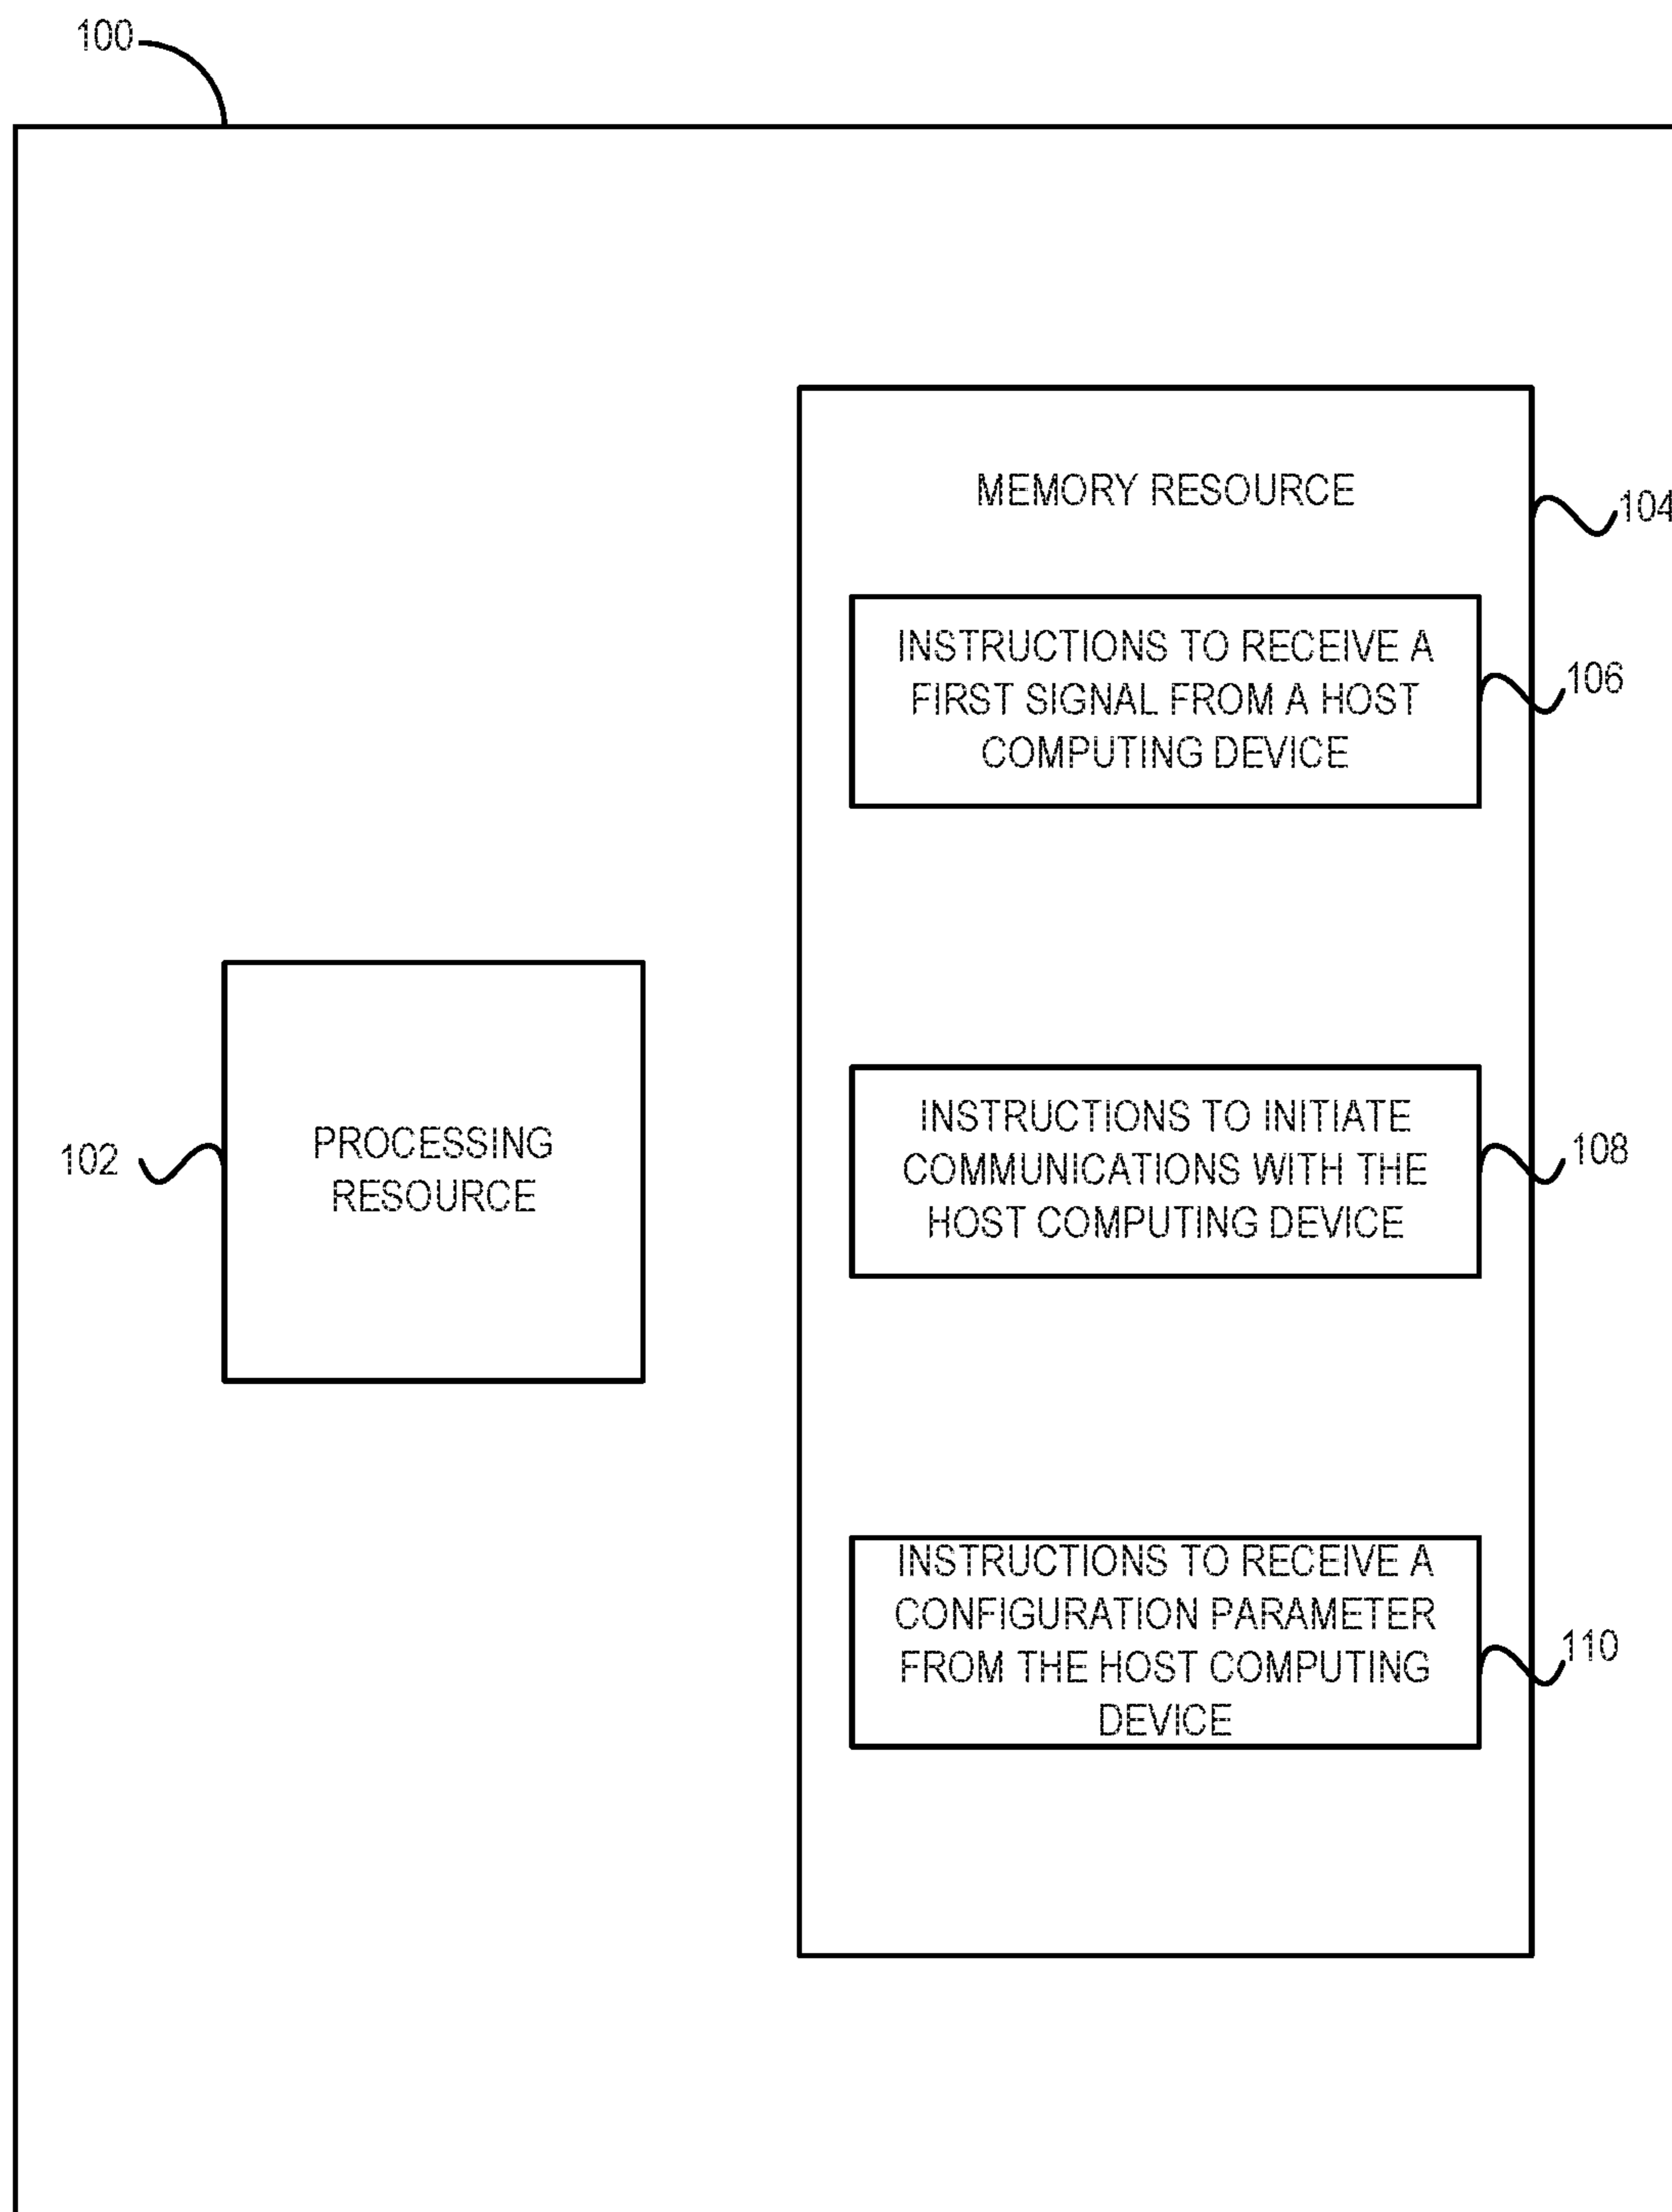 100
MEMORY RESOURCE
104
INSTRUCTIONS TO RECEIVE A
FIRST SIGNAL FROM A HOST
COMPUTING DEVICE
106
102
PROCESSING
RESOURCE
INSTRUCTIONS TO INITIATE
COMMUNICATIONS WITH THE
HOST COMPUTING DEVICE
108
INSTRUCTIONS TO RECEIVE A
CONFIGURATION PARAMETER
FROM THE HOST COMPUTING
DEVICE
110